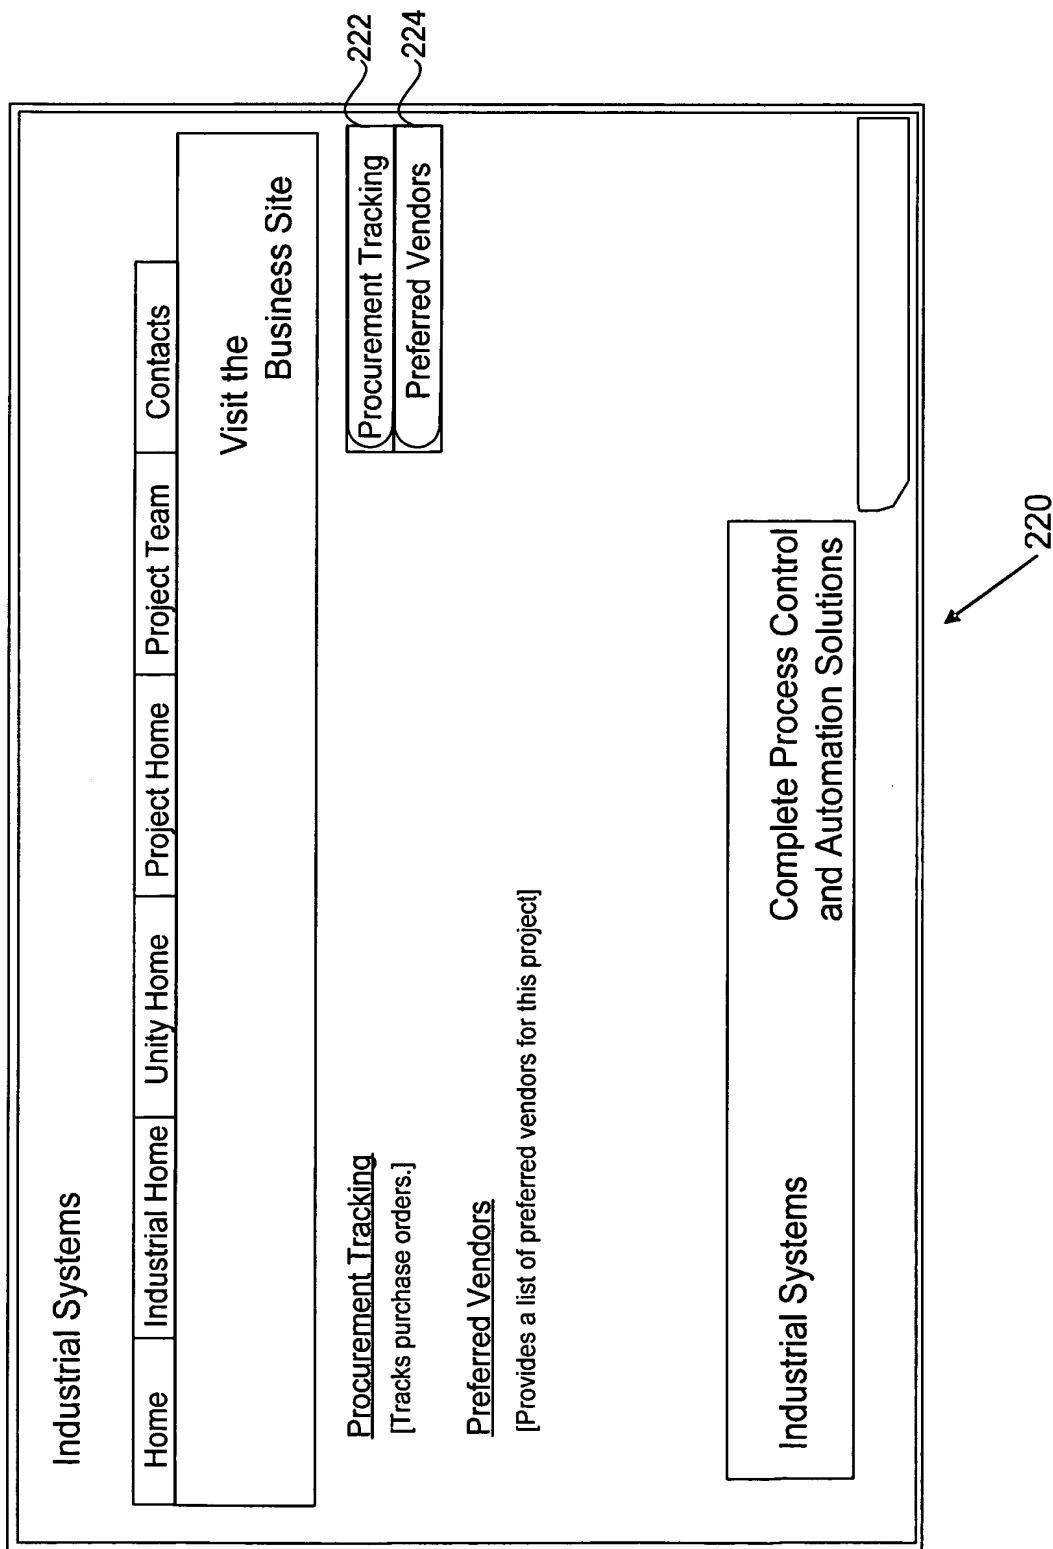 Industrial Systems
Home Industrial Home Unity Home Project Home Project Team Contacts
Visit the
Business Site
Procurement Tracking
[Tracks purchase orders.]
Preferred Vendors
[Provides a list of preferred vendors for this project]
Procurement Tracking
222
Preferred Vendors
224
Industrial Systems
Complete Process Control
and Automation Solutions
220